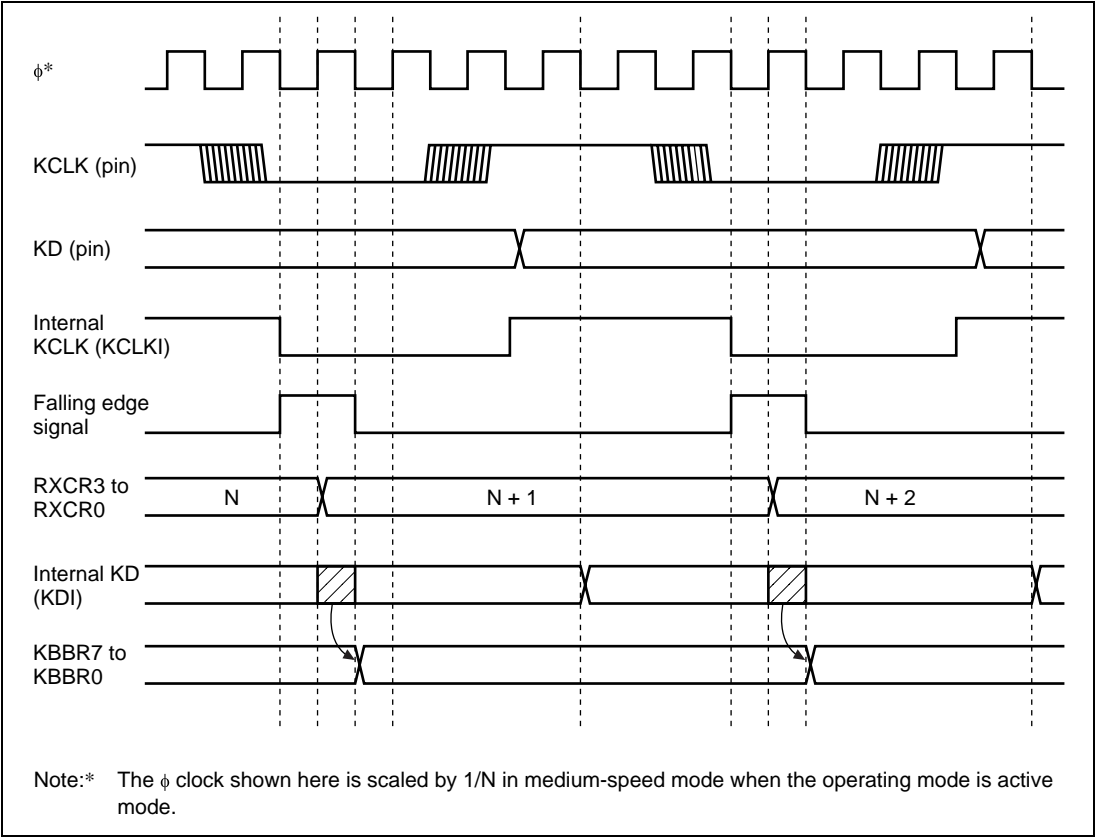 ϕ*
KCLK (pin)
KD (pin)
Internal
KCLK (KCLKI)
Falling edge
signal
RXCR3 to
RXCR0
N
N + 1
N + 2
Internal KD
(KDI)
KBBR7 to
KBBR0
Note:* The ϕ clock shown here is scaled by 1/N in medium-speed mode when the operating mode is active
mode.